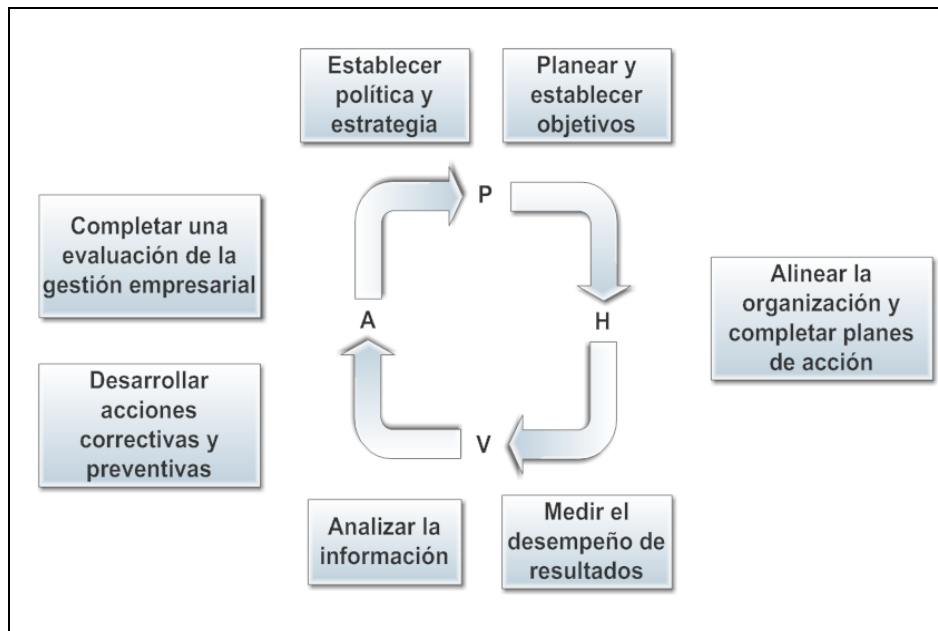 Establecer
política y
estrategia
Planear y
establecer
objetivos
P
Completar una
evaluación de la
gestión empresarial
A
H
Alinear la
organización y
completar planes
de acción
Desarrollar
acciones
correctivas y
preventivas
V
Analizar la
información
Medir el
desempeño de
resultados